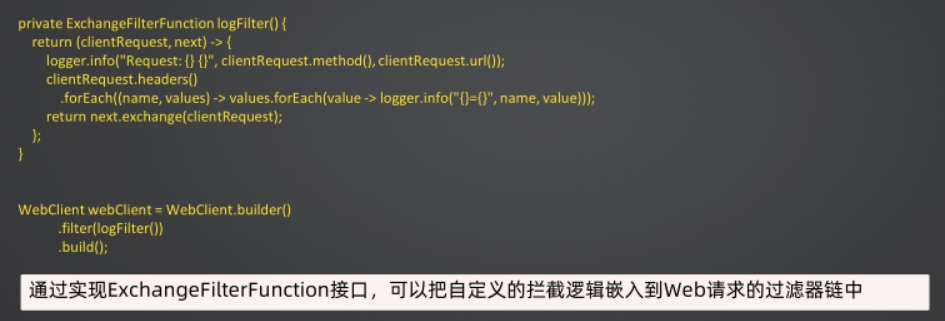 private ExchangeFilterFunction logFilter() {
return (clientRequest, next) -> {
logger.info("Request: {} {}", clientRequest.method(), clientRequest.url());
clientRequest.headers()
.forEach((name, values) -> values.forEach(value -> logger.info("{}={}", name, value)));
return next.exchange(clientRequest);
};
}
WebClient webClient = WebClient.builder()
.filter(logFilter())
.build();
通过实现ExchangeFilterFunction接口，可以把自定义的拦截逻辑嵌入到Web请求的过滤器链中